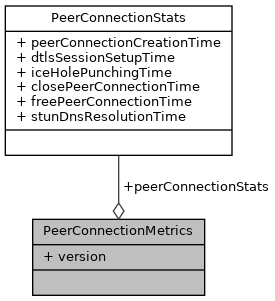 PeerConnectionStats
+ peerConnectionCreationTime
+ dtlsSessionSetupTime
+ iceHolePunchingTime
+ closePeerConnectionTime
+ freePeerConnectionTime
+ stunDnsResolutionTime
+peerConnectionStats
PeerConnectionMetrics
+ version